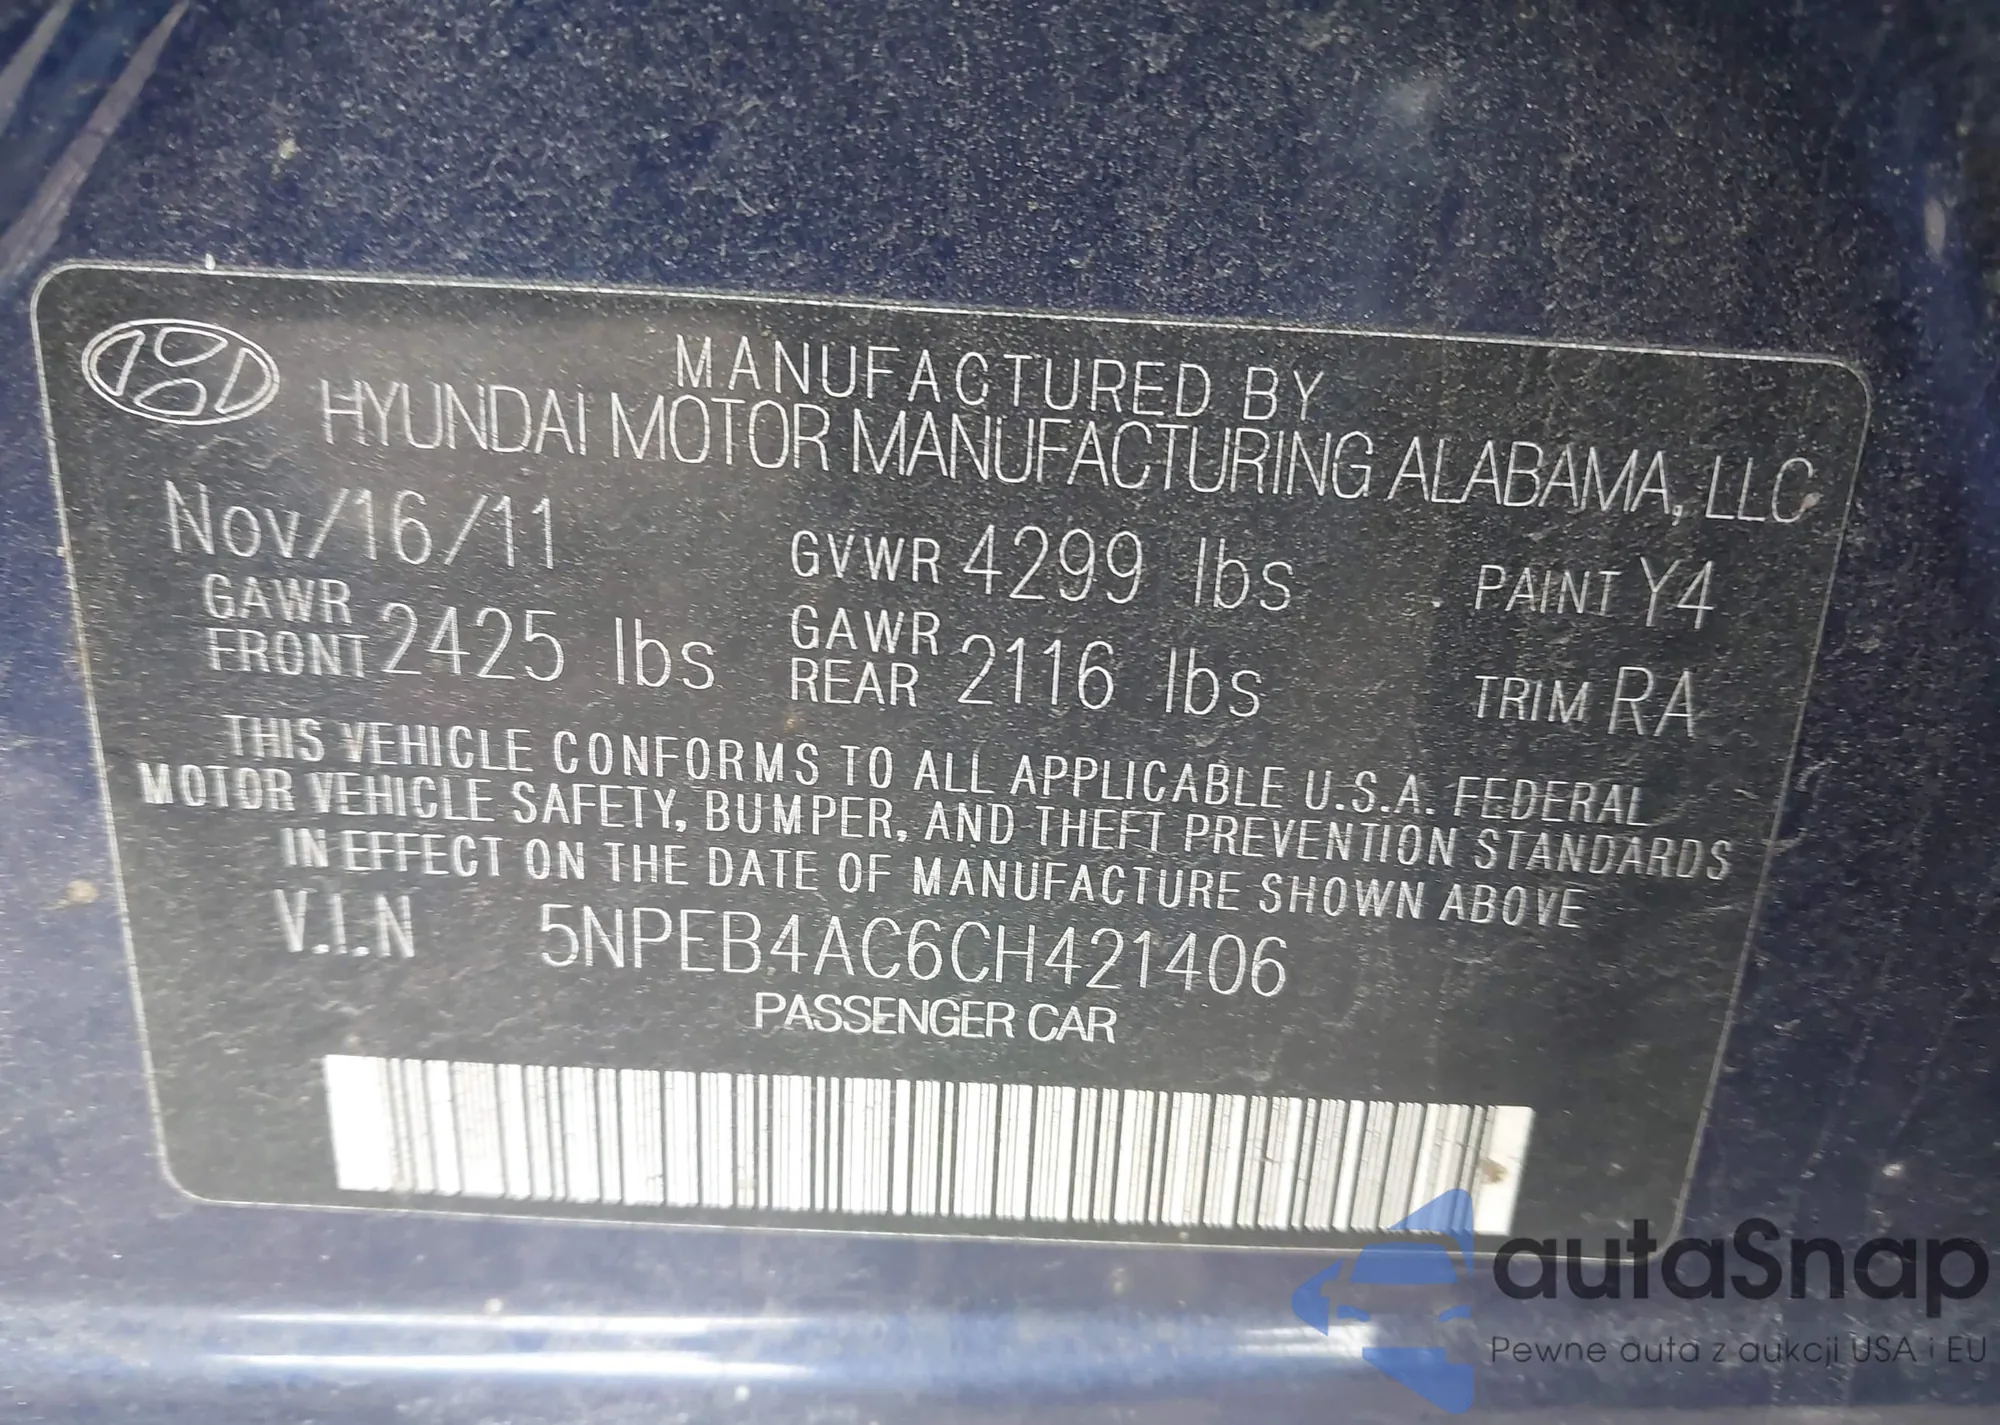 MANUFACTURED BY
HYUNDAI MOTOR MANUFACTURING ALABAMA, LLC
Nov/16/11 GVWR 4299 lbs PAINT Y4
GAWR FRONT 2425 lbs GAWR REAR 2116 lbs TRIM RA
THIS VEHICLE CONFORMS TO ALL APPLICABLE U.S.A. FEDERAL
MOTOR VEHICLE SAFETY, BUMPER, AND THEFT PREVENTION STANDARDS
IN EFFECT ON THE DATE OF MANUFACTURE SHOWN ABOVE
V.I.N 5NPEB4AC6CH421406
PASSENGER CAR
autaSnap
Pewne auta z aukcji USA i EU